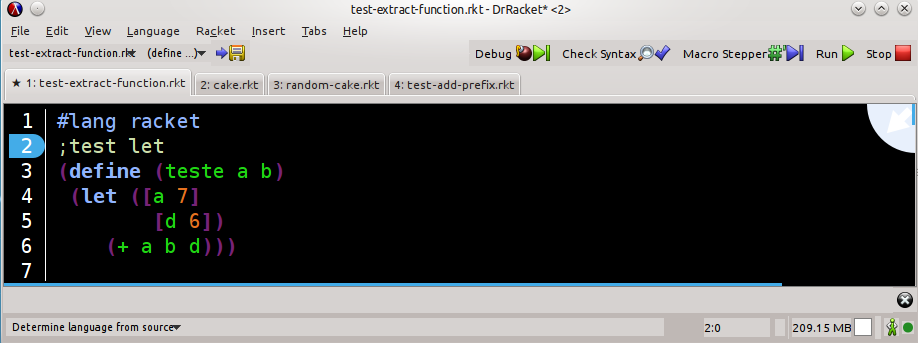 test-extract-function.rkt - DrRacket* <2>
File Edit View Language Racket Insert Tabs Help
test-extract-function.rkt (define ...) Debug Check Syntax Macro Stepper Run Stop
★ 1: test-extract-function.rkt 2: cake.rkt 3: random-cake.rkt 4: test-add-prefix.rkt
1 #lang racket
2 ;test let
3 (define (teste a b)
4 (let ([a 7]
5 [d 6])
6 (+ a b d)))
7
Determine language from source 2:0 209.15 MB